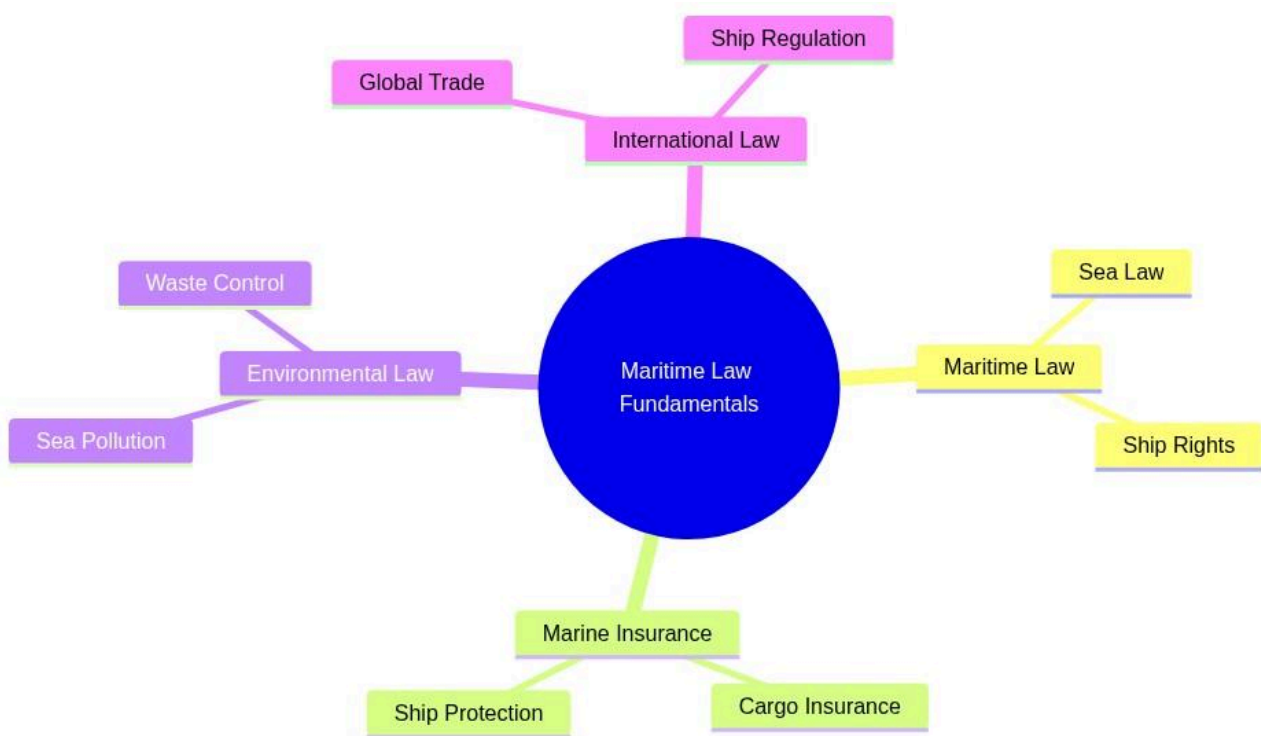 Ship Regulation
Global Trade
International Law
Sea Law
Waste Control
Maritime Law
Maritime Law
Fundamentals
Environmental Law
Sea Pollution
Ship Rights
Marine Insurance
Cargo Insurance
Ship Protection